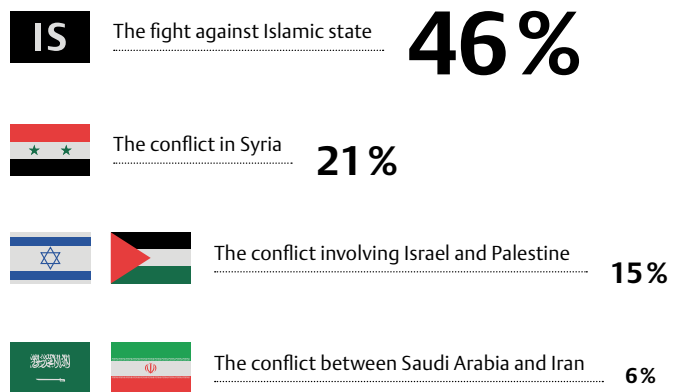 IS The fight against Islamic state 46%
The conflict in Syria 21%
The conflict involving Israel and Palestine 15%
The conflict between Saudi Arabia and Iran 6%